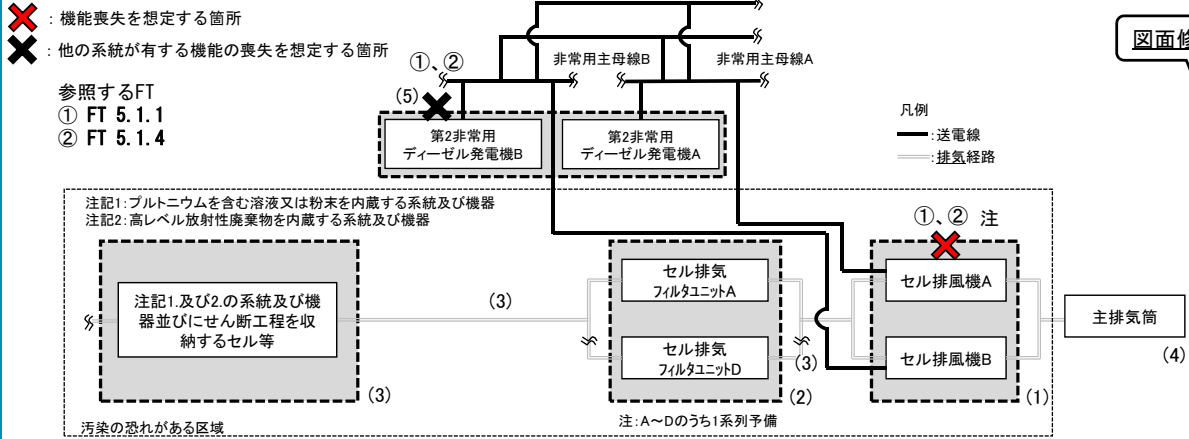 : 機能喪失を想定する箇所
: 他の系統が有する機能の喪失を想定する箇所
参照するFT
① FT 5.1.1
② FT 5.1.4
①、②
(5)
非常用主母線B
非常用主母線A
第2非常用
ディーゼル発電機B
第2非常用
ディーゼル発電機A
凡例
:送電線
:排気経路
図面修
注記1:プルトニウムを含む溶液又は粉末を内蔵する系統及び機器
注記2:高レベル放射性廃棄物を内蔵する系統及び機器
注記1.及び2.の系統及び機
器並びにせん断工程を収
納するセル等
(3)
(3)
セル排気
フィルタユニットA
セル排気
フィルタユニットD
(3)
(2)
①、② 注
セル排風機A
セル排風機B
(1)
主排気筒
(4)
注:A～Dのうち1系列予備
汚染の恐れがある区域